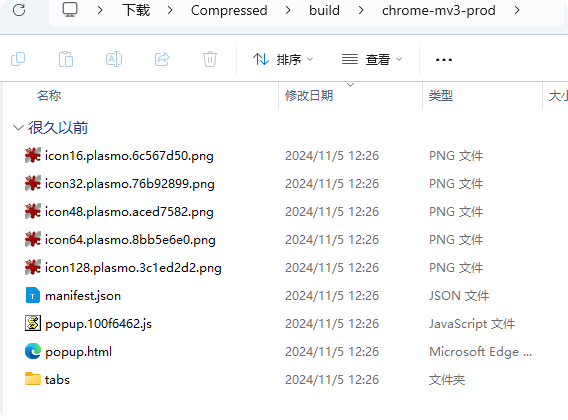 下载 > Compressed > build > chrome-mv3-prod >
排序 查看 ...
名称 修改日期 类型 大小
很久以前
icon16.plasmo.6c567d50.png 2024/11/5 12:26 PNG 文件
icon32.plasmo.76b92899.png 2024/11/5 12:26 PNG 文件
icon48.plasmo.aced7582.png 2024/11/5 12:26 PNG 文件
icon64.plasmo.8bb5e6e0.png 2024/11/5 12:26 PNG 文件
icon128.plasmo.3c1ed2d2.png 2024/11/5 12:26 PNG 文件
manifest.json 2024/11/5 12:26 JSON 文件
popup.100f6462.js 2024/11/5 12:26 JavaScript 文件
popup.html 2024/11/5 12:26 Microsoft Edge ...
tabs 2024/11/5 12:26 文件夹